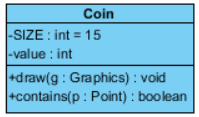 Coin
-SIZE : int = 15
-value : int
+draw(g : Graphics) : void
+contains(p : Point) : boolean